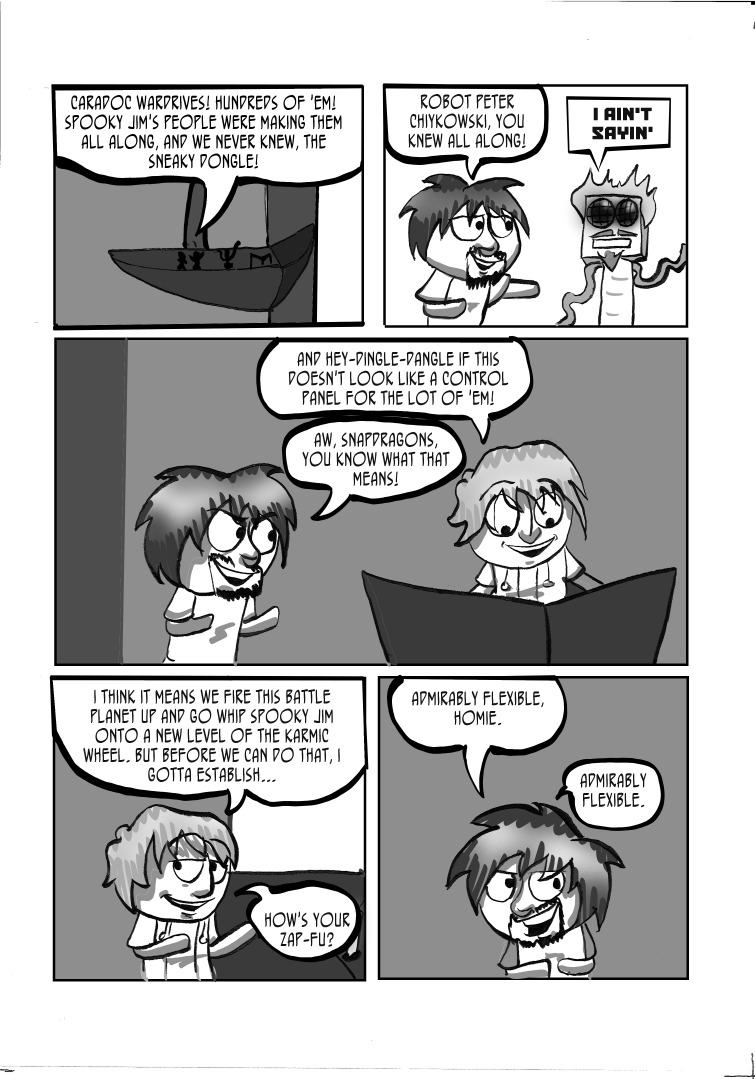 CARADOC WARDRIVES! HUNDREDS OF 'EM!
SPOOKY JIM'S PEOPLE WERE MAKING THEM
ALL ALONG, AND WE NEVER KNEW, THE
SNEAKY DONGLE!
ROBOT PETER
CHIYKOWSKI, YOU
KNEW ALL ALONG!
I AIN'T
SAYIN'
AND HEY-DINGLE-DANGLE IF THIS
DOESN'T LOOK LIKE A CONTROL
PANEL FOR THE LOT OF 'EM!
AW, SNAPDRAGONS,
YOU KNOW WHAT THAT
MEANS!
I THINK IT MEANS WE FIRE THIS BATTLE
PLANET UP AND GO WHIP SPOOKY JIM
ONTO A NEW LEVEL OF THE KARMIC
WHEEL. BUT BEFORE WE CAN DO THAT, I
GOTTA ESTABLISH...
HOW'S YOUR
ZAP-FU?
ADMIRABLY FLEXIBLE,
HOMIE.
ADMIRABLY
FLEXIBLE.